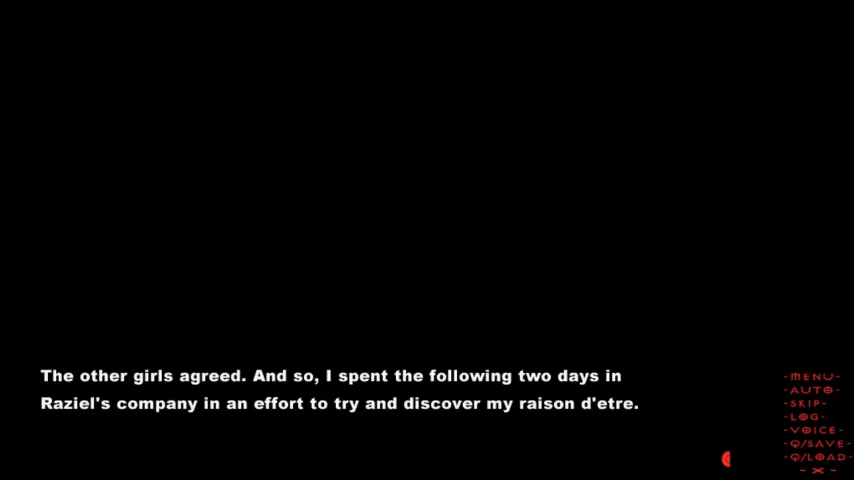 The other girls agreed. And so, I spent the following two days in
Raziel's company in an effort to try and discover my raison d'etre.
-MENU-
-AUTO-
-SKIP-
-LOG-
-VOICE-
-Q/SAVE-
-Q/LOAD-
-X-